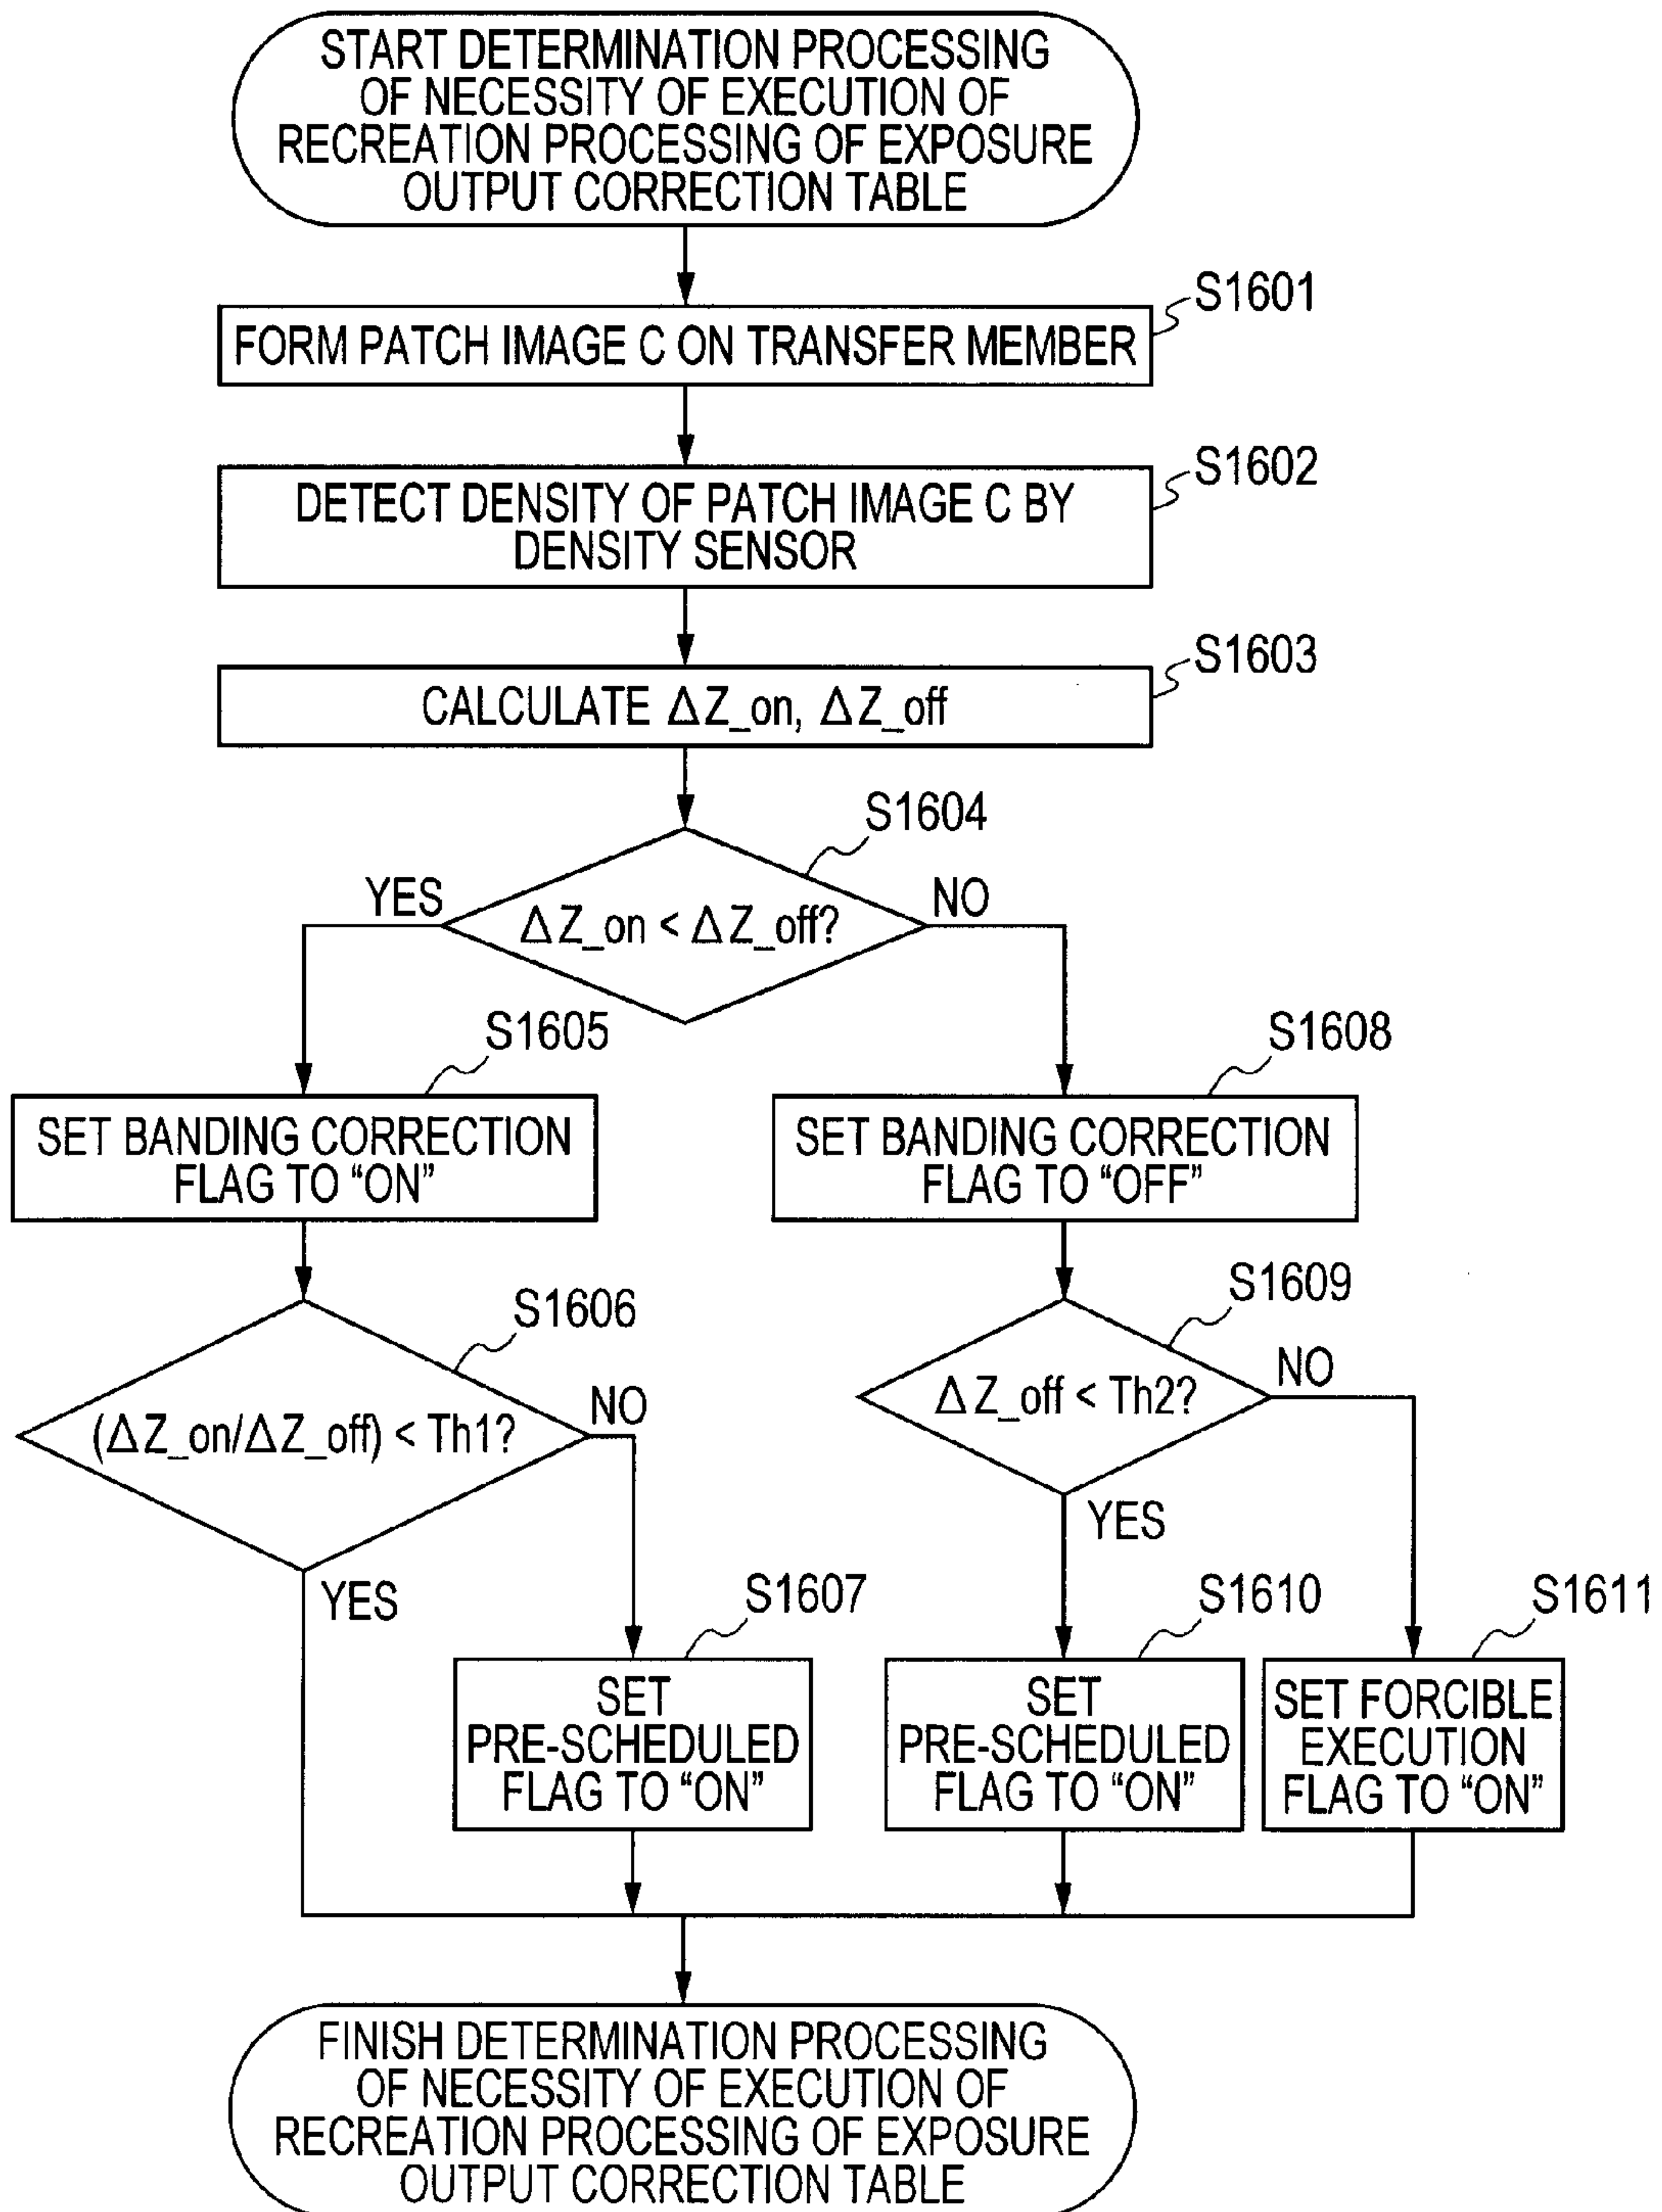 START DETERMINATION PROCESSING
OF NECESSITY OF EXECUTION OF
RECREATION PROCESSING OF EXPOSURE
OUTPUT CORRECTION TABLE
S1601
FORM PATCH IMAGE C ON TRANSFER MEMBER
S1602
DETECT DENSITY OF PATCH IMAGE C BY
DENSITY SENSOR
S1603
CALCULATE ΔZ_on, ΔZ_off
S1604
YES
NO
ΔZ_on < ΔZ_off?
S1605
SET BANDING CORRECTION
FLAG TO “ON”
S1608
SET BANDING CORRECTION
FLAG TO “OFF”
S1606
(ΔZ_on/ΔZ_off) < Th1?
NO
YES
S1609
ΔZ_off < Th2?
NO
YES
S1607
SET
PRE-SCHEDULED
FLAG TO “ON”
S1610
SET
PRE-SCHEDULED
FLAG TO “ON”
S1611
SET FORCIBLE
EXECUTION
FLAG TO “ON”
FINISH DETERMINATION PROCESSING
OF NECESSITY OF EXECUTION OF
RECREATION PROCESSING OF EXPOSURE
OUTPUT CORRECTION TABLE